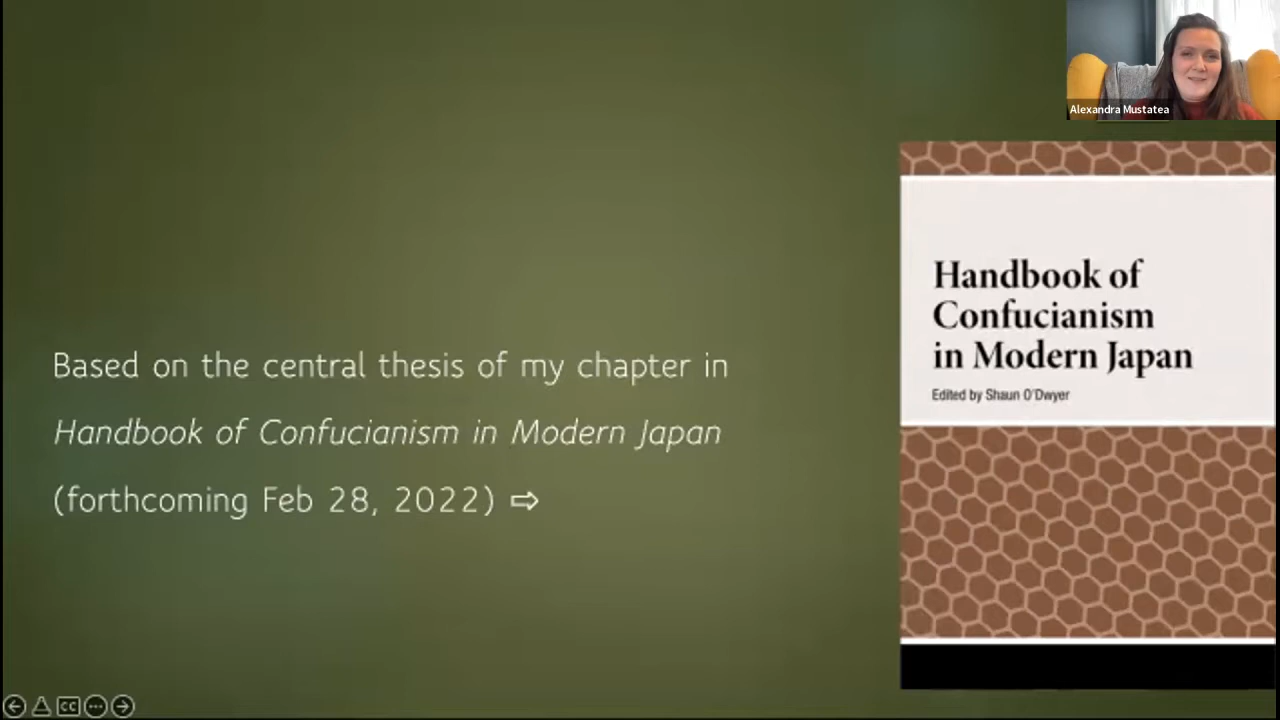 Alexandra Mustatea
Based on the central thesis of my chapter in
Handbook of Confucianism in Modern Japan
(forthcoming Feb 28, 2022) ⇨
Handbook of
Confucianism
in Modern Japan
Edited by Shaun O'Dwyer
CC